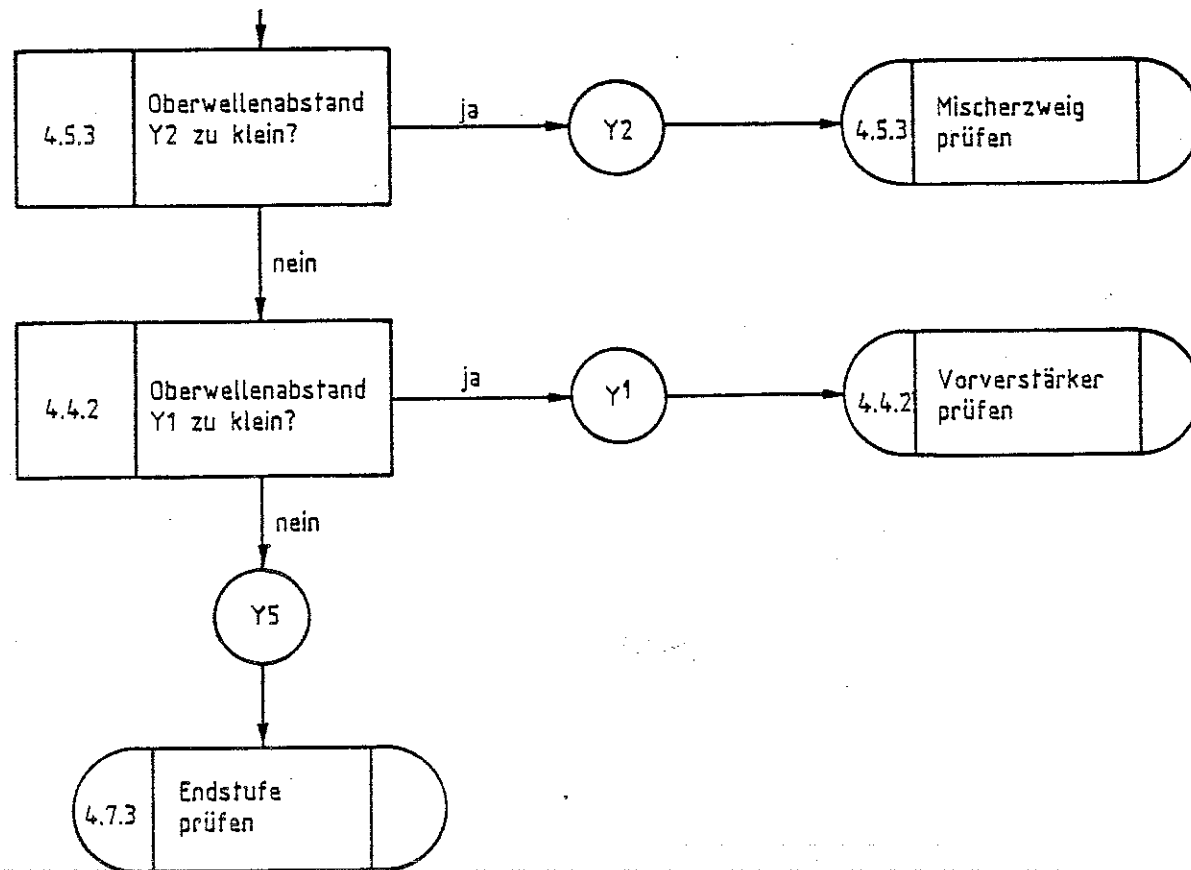 4.5.3
Oberwellenabstand
Y2 zu klein?
ja
Y2
4.5.3
Mischerzweig
prüfen
nein
4.4.2
Oberwellenabstand
Y1 zu klein?
ja
Y1
4.4.2
Vorverstärker
prüfen
nein
Y5
4.7.3
Endstufe
prüfen